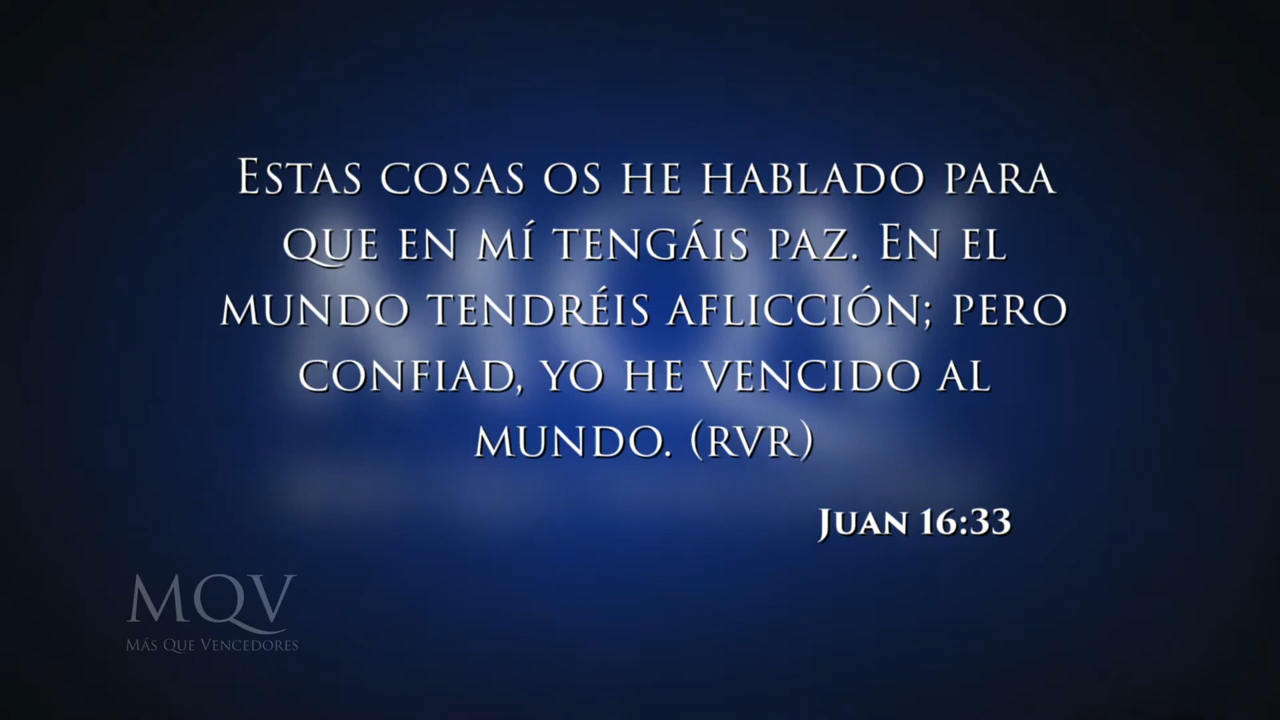 Estas cosas os he hablado para
que en mí tengáis paz. En el
mundo tendréis aflicción; pero
confiad, yo he vencido al
mundo. (rvr)
Juan 16:33
MQV
Más Que Vencedores